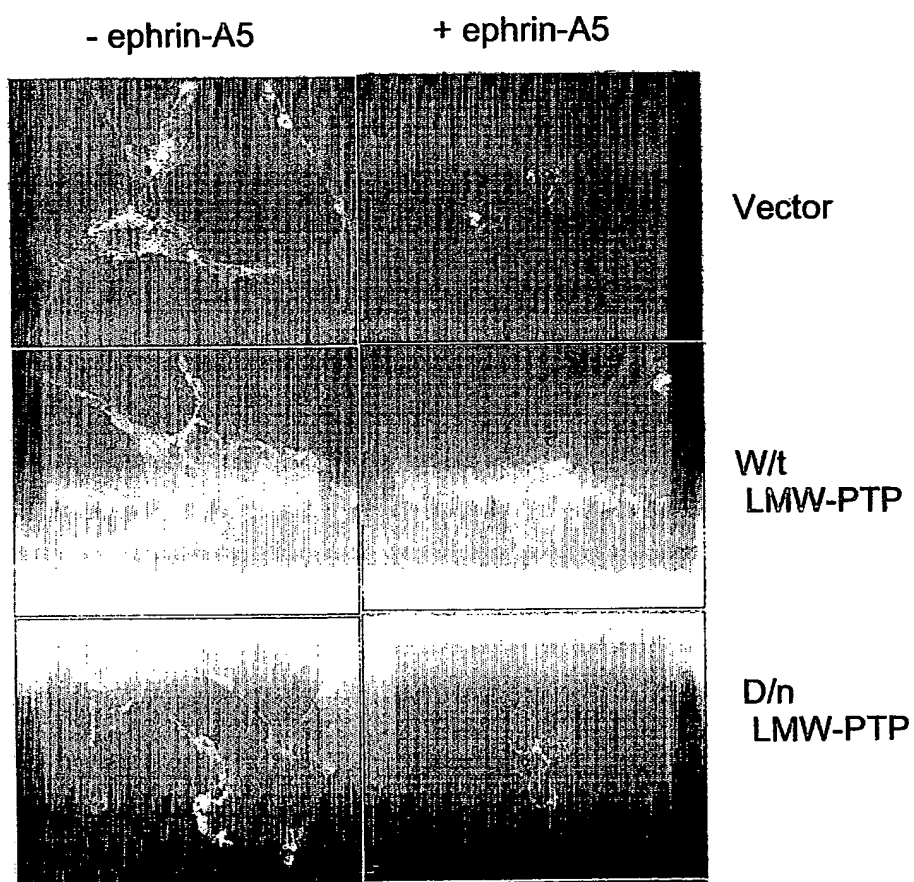 - ephrin-A5
+ ephrin-A5
Vector
W/t
LMW-PTP
D/n
LMW-PTP